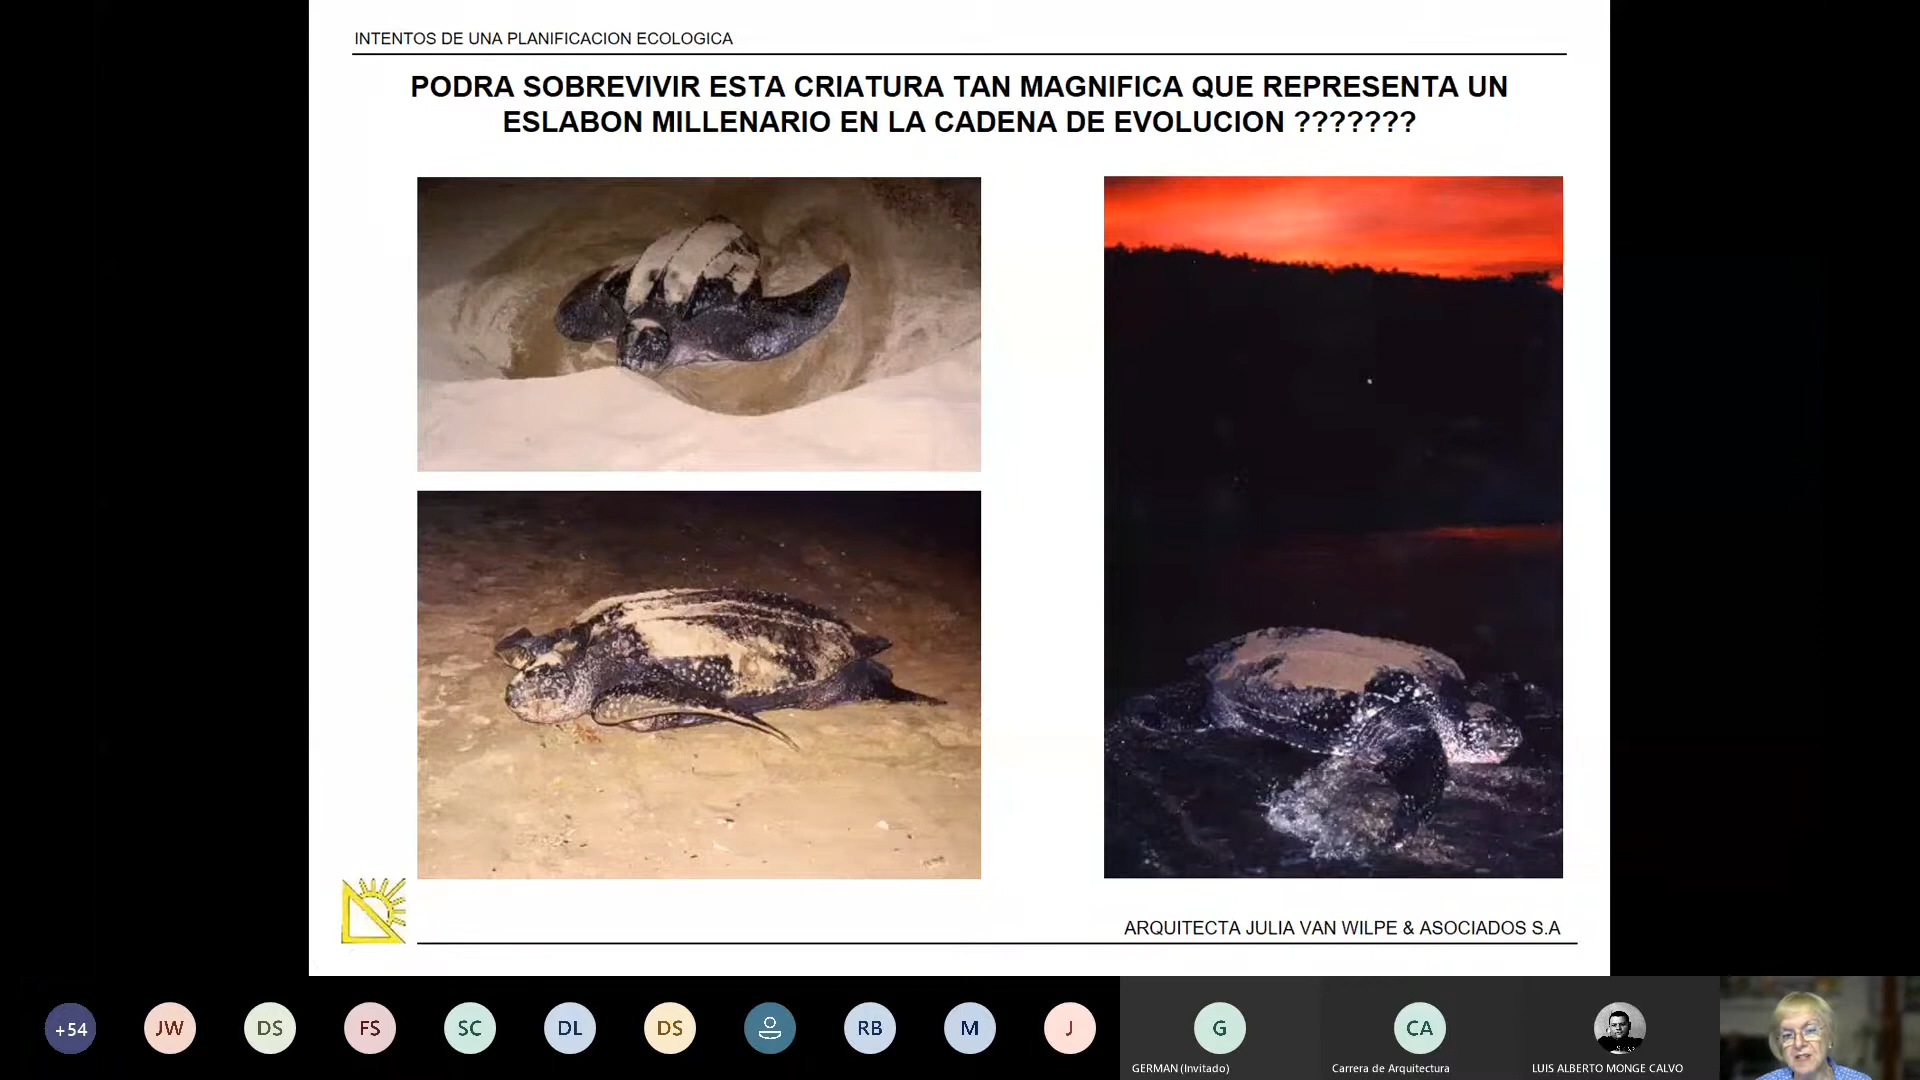 INTENTOS DE UNA PLANIFICACION ECOLOGICA
PODRA SOBREVIVIR ESTA CRIATURA TAN MAGNIFICA QUE REPRESENTA UN
ESLABON MILLENARIO EN LA CADENA DE EVOLUCION ???????
ARQUITECTA JULIA VAN WILPE & ASOCIADOS S.A
+54
JW
DS
FS
SC
DL
DS
RB
M
J
G
CA
GERMAN (Invitado)
Carrera de Arquitectura
LUIS ALBERTO MONGE CALVO